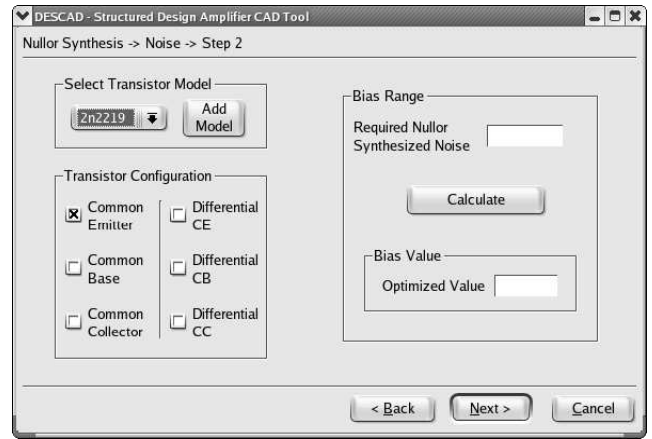 DESCAD - Structured Design Amplifier CAD Tool
Nullor Synthesis -> Noise -> Step 2
Select Transistor Model
2n2219
Add
Model
Transistor Configuration
Common
Emitter
Differential
CE
Common
Base
Differential
CB
Common
Collector
Differential
CC
Bias Range
Required Nullor
Synthesized Noise
Calculate
Bias Value
Optimized Value
< Back
Next >
Cancel